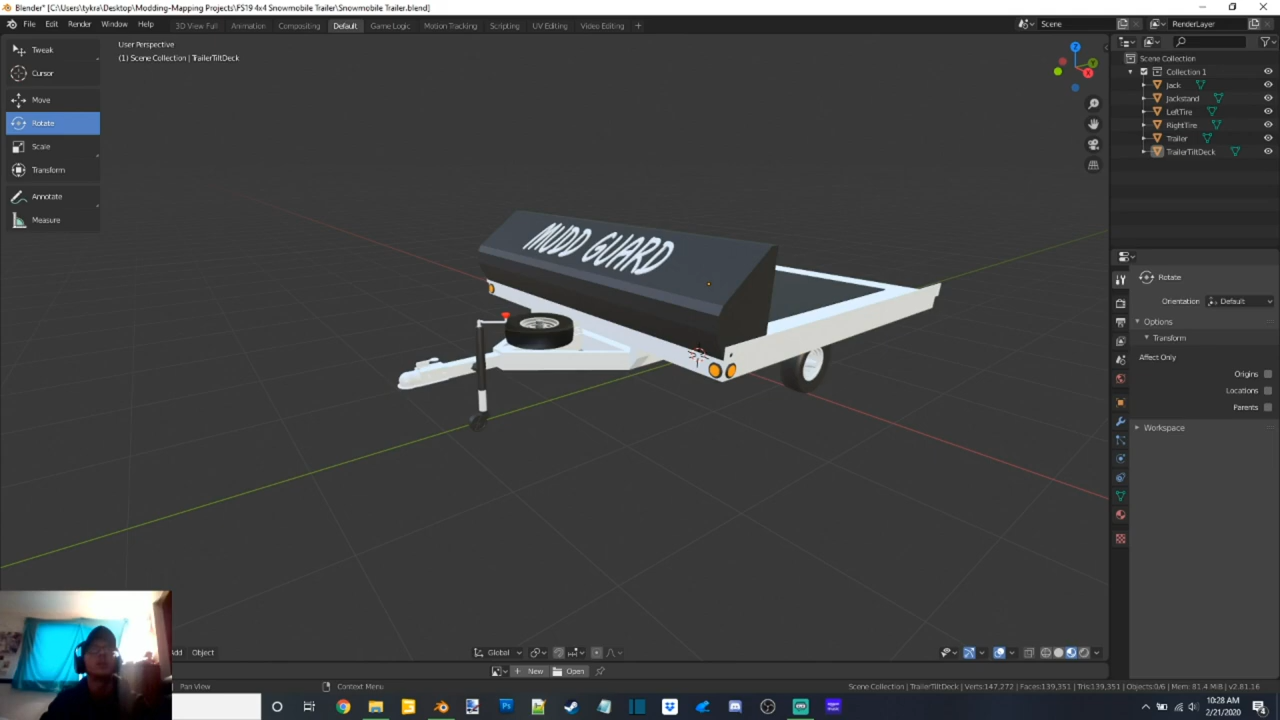 Blender* [C:\Users\tykra\Desktop\Modding-Mapping Projects\FS19 4x4 Snowmobile Trailer\Snowmobile Trailer.blend]
File Edit Render Window Help
3D View Full Animation Compositing Default Game Logic Motion Tracking Scripting UV Editing Video Editing +
Scene RenderLayer
Tweak
Cursor
Move
Rotate
Scale
Transform
Annotate
Measure
User Perspective
(1) Scene Collection | TrailerTiltDeck
Z
Y
X
MUDD GUARD
Scene Collection
Collection 1
Jack
Jackstand
LeftTire
RightTire
Trailer
TrailerTiltDeck
Rotate
Orientation Default
Options
Transform
Affect Only
Origins
Locations
Parents
Workspace
Add Object Global
New Open
Pan View Context Menu
Scene Collection | TrailerTiltDeck | Verts:147,272 | Faces:139,351 | Tris:139,351 | Objects:0/6 | Mem: 81.4 MiB | v2.81.16
10:28 AM
2/21/2020